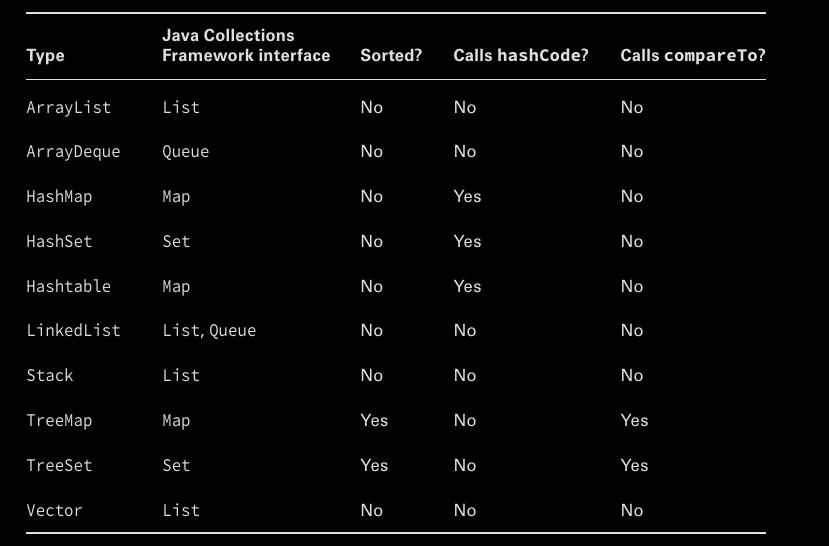 Java Collections
Type Framework interface Sorted? Calls hashCode? Calls compareTo?
ArrayList List No No No
ArrayDeque Queue No No No
HashMap Map No Yes No
HashSet Set No Yes No
Hashtable Map No Yes No
LinkedList List, Queue No No No
Stack List No No No
TreeMap Map Yes No Yes
TreeSet Set Yes No Yes
Vector List No No No